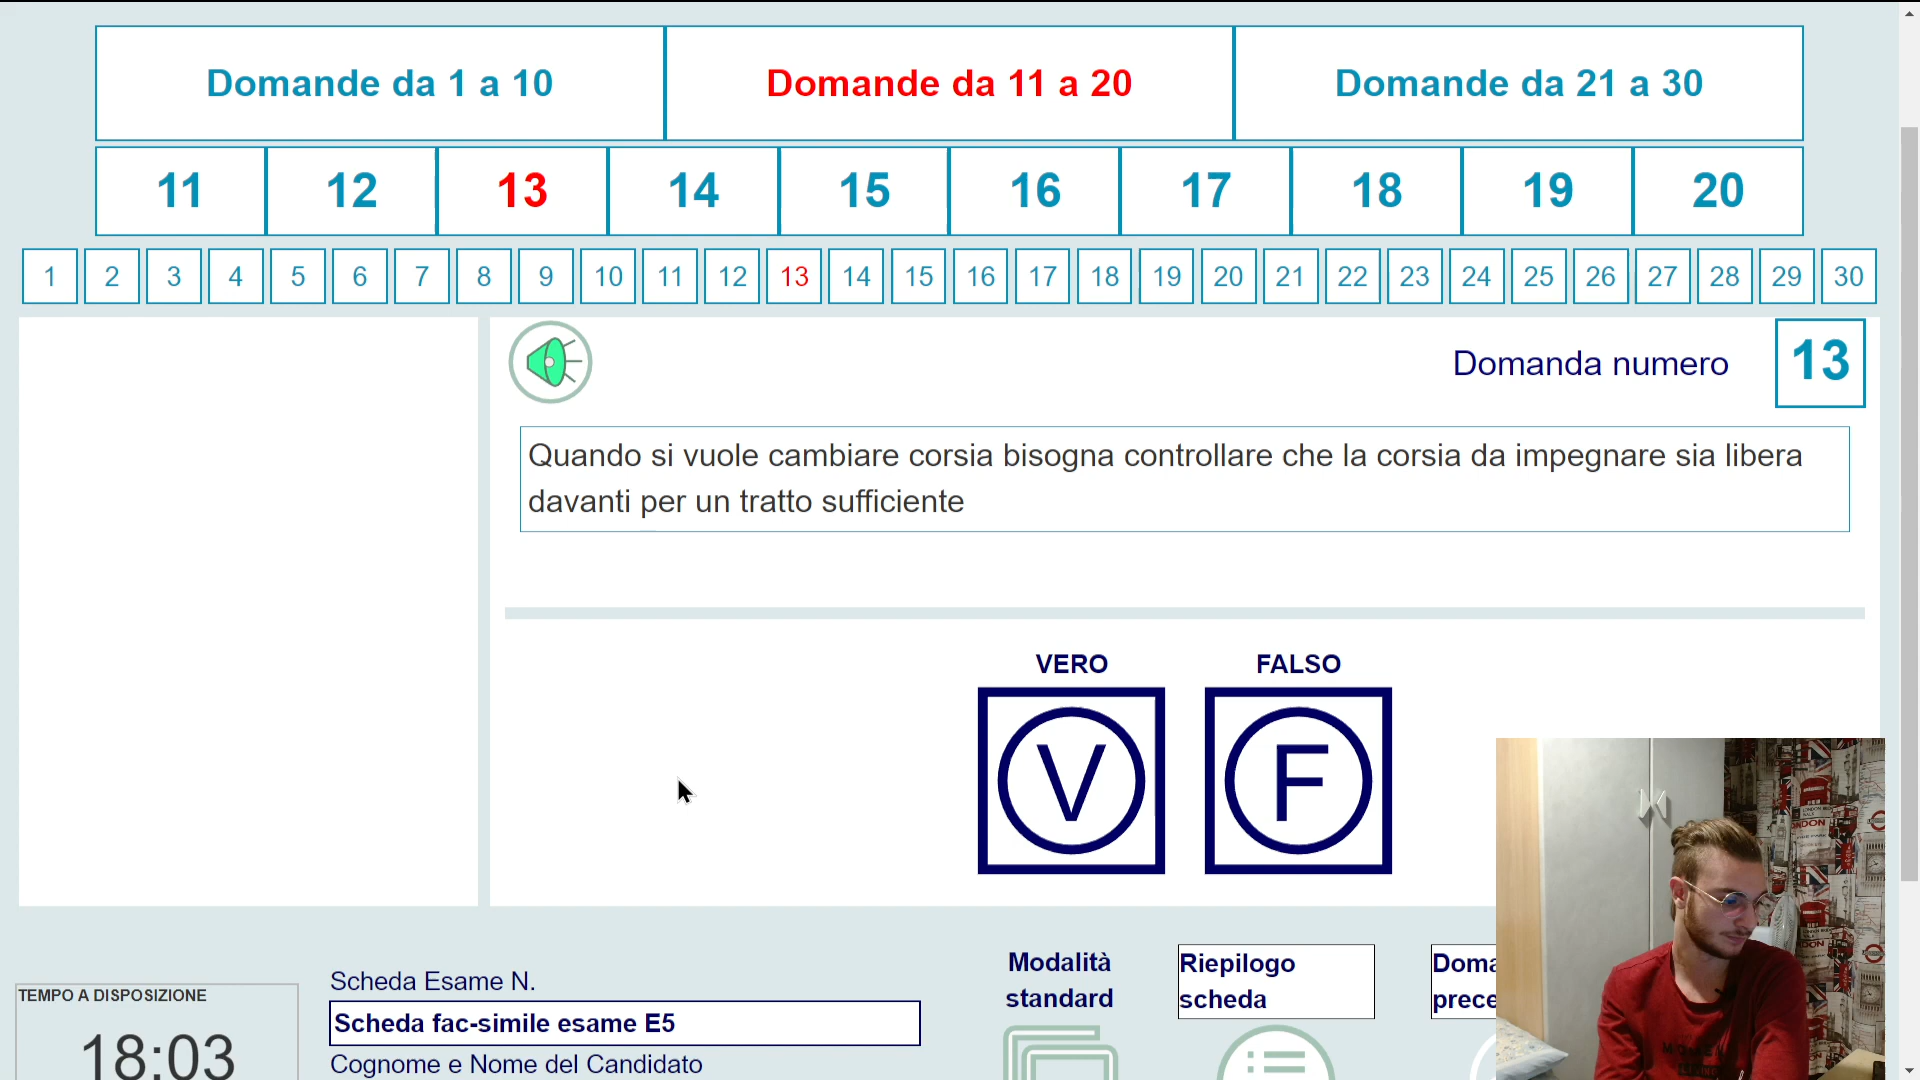 Domande da 1 a 10
Domande da 11 a 20
Domande da 21 a 30
11 12 13 14 15 16 17 18 19 20
1 2 3 4 5 6 7 8 9 10 11 12 13 14 15 16 17 18 19 20 21 22 23 24 25 26 27 28 29 30
Domanda numero 13
Quando si vuole cambiare corsia bisogna controllare che la corsia da impegnare sia libera
davanti per un tratto sufficiente
VERO
FALSO
V
F
TEMPO A DISPOSIZIONE
18:03
Scheda Esame N.
Scheda fac-simile esame E5
Cognome e Nome del Candidato
Modalità
standard
Riepilogo
scheda
Doma
prece
LONDON